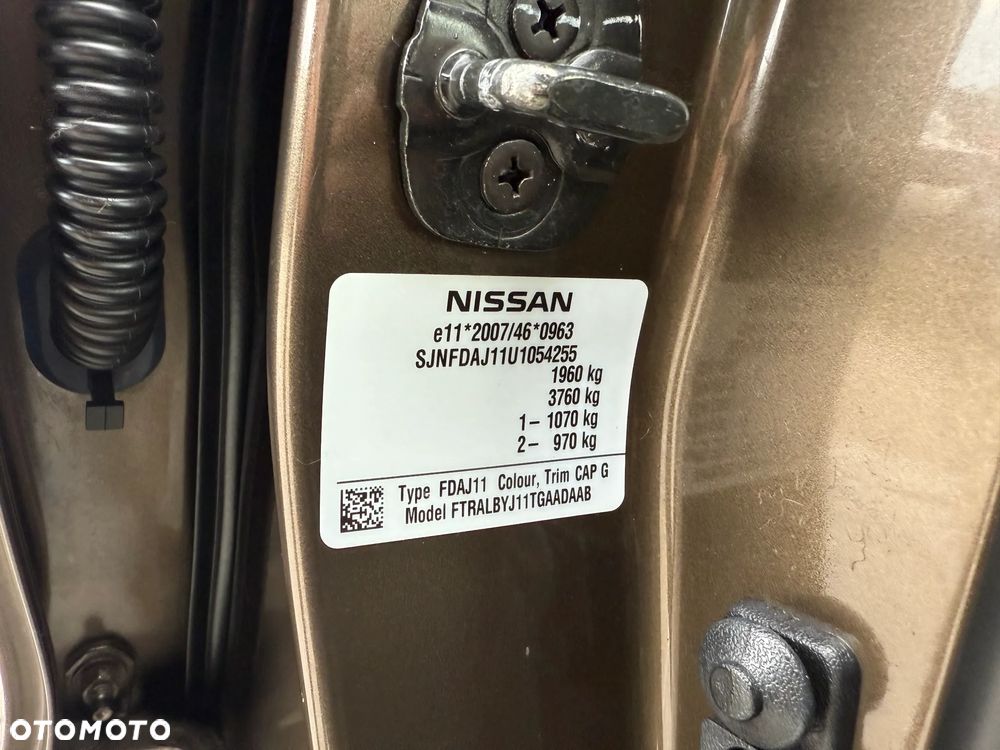 NISSAN
e11*2007/46*0963
SJNFDAJ11U1054255
1960 kg
3760 kg
1– 1070 kg
2– 970 kg
Type FDAJ11 Colour, Trim CAP G
Model FTRALBYJ11TGAADAAB
OTOMOTO